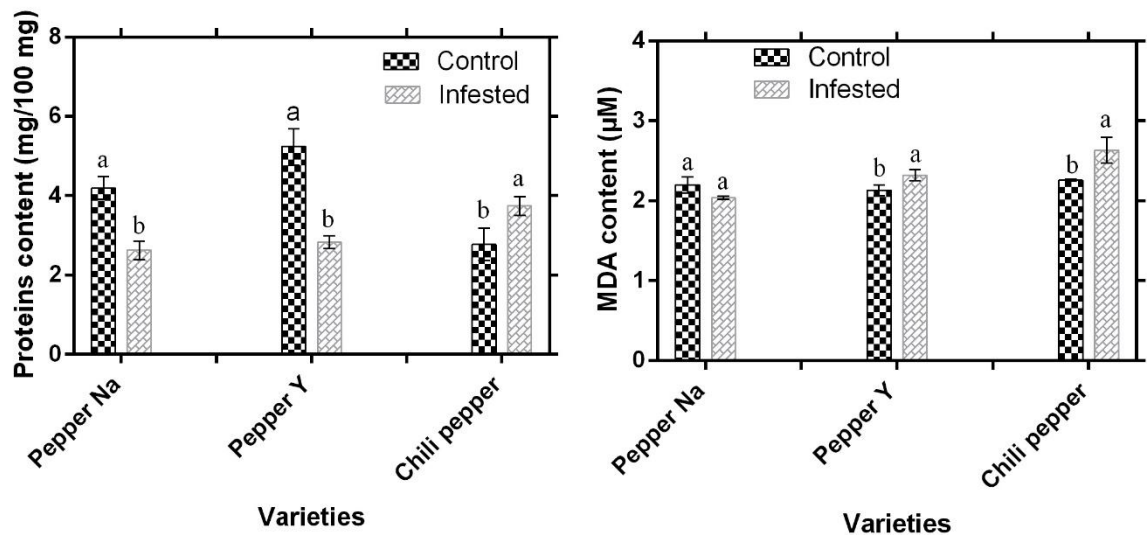 Proteins content (mg/100 mg)
8
6
4
2
0
Control
Infested
a
b
a
b
b
a
Pepper Na
Pepper Y
Chili pepper
Varieties
MDA content (µM)
4
3
2
1
0
Control
Infested
a
a
b
a
b
a
Pepper Na
Pepper Y
Chili pepper
Varieties